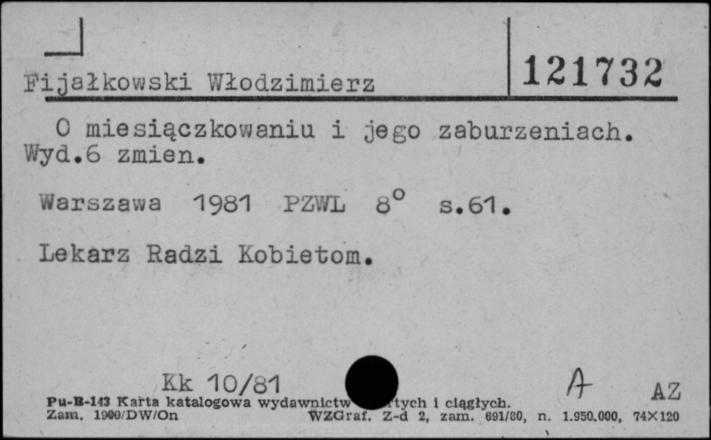 Fijałkowski Włodzimierz
121732
O miesiączkowaniu i jego zaburzeniach.
Wyd.6 zmien.
Warszawa 1981 PZWL 8° s.61.
Lekarz Radzi Kobietom.
Kk 10/81
A
AZ
Pu-B-143 Karta katalogowa wydawnictw i ciągłych.
Zam. 1900/DW/On WZGraf. Z-d 2, zam. 691/80, n. 1.950.000, 74×120